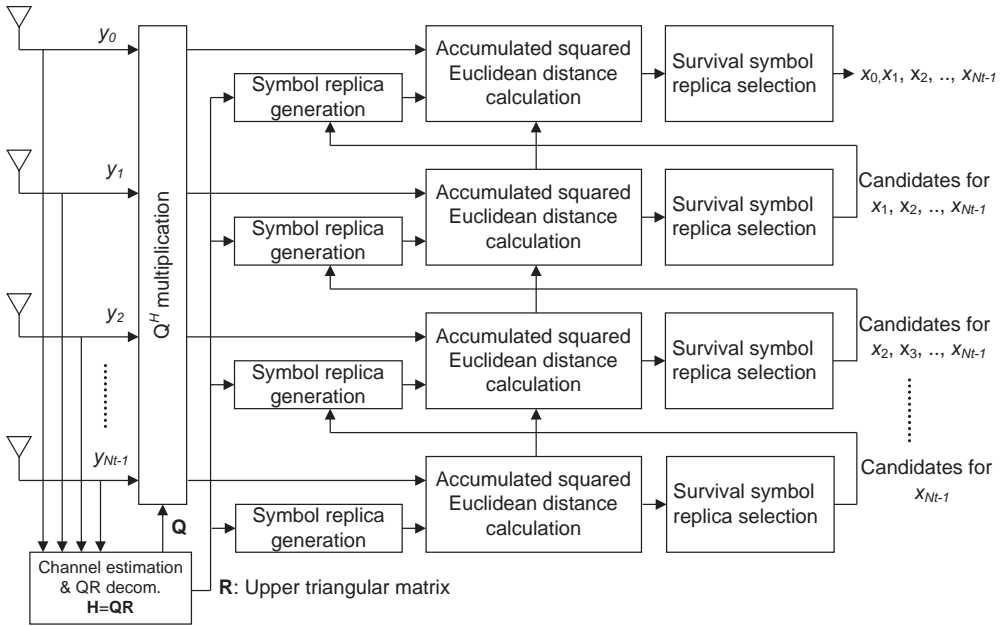 y0
Accumulated squared
Euclidean distance
calculation
Survival symbol
replica selection
x0,x1, x2, .., xNt-1
Symbol replica
generation
y1
Accumulated squared
Euclidean distance
calculation
Survival symbol
replica selection
Candidates for
x1, x2, .., xNt-1
Symbol replica
generation
QH multiplication
y2
Accumulated squared
Euclidean distance
calculation
Survival symbol
replica selection
Candidates for
x2, x3, .., xNt-1
Symbol replica
generation
yNt-1
Accumulated squared
Euclidean distance
calculation
Survival symbol
replica selection
Candidates for
xNt-1
Symbol replica
generation
Q
Channel estimation
& QR decom.
H=QR
R: Upper triangular matrix